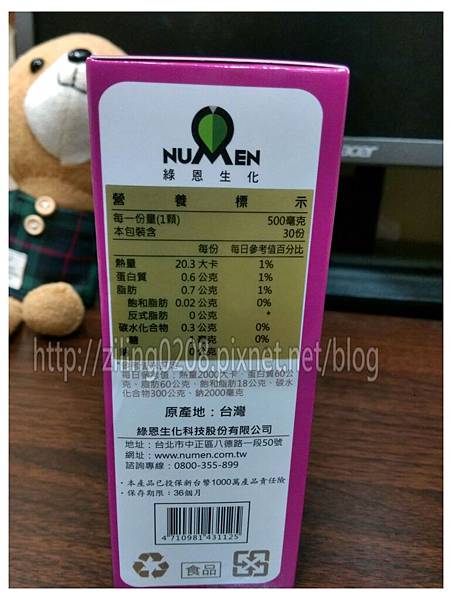 NUMEN
綠恩生化
營養標示
每一份量(1顆) 500毫克
本包裝含 30份
每份 每日參考值百分比
熱量 20.3 大卡 1%
蛋白質 0.6 公克 1%
脂肪 0.7 公克 1%
飽和脂肪 0.02 公克 0%
反式脂肪 0 公克 *
碳水化合物 0.3 公克 0%
糖 0%
http://ziling0208.pixnet.net/blog
每日參考值：熱量2000大卡、蛋白質60公
克、脂肪60公克、飽和脂肪18公克、碳水
化合物300公克、鈉2000毫克
原產地：台灣
綠恩生化科技股份有限公司
地址：台北市中正區八德路一段50號
網址：www.numen.com.tw
諮詢專線：0800-355-899
·本產品已投保新台幣1000萬產品責任險
·保存期限：36個月
4 710981 431125
食品
acer